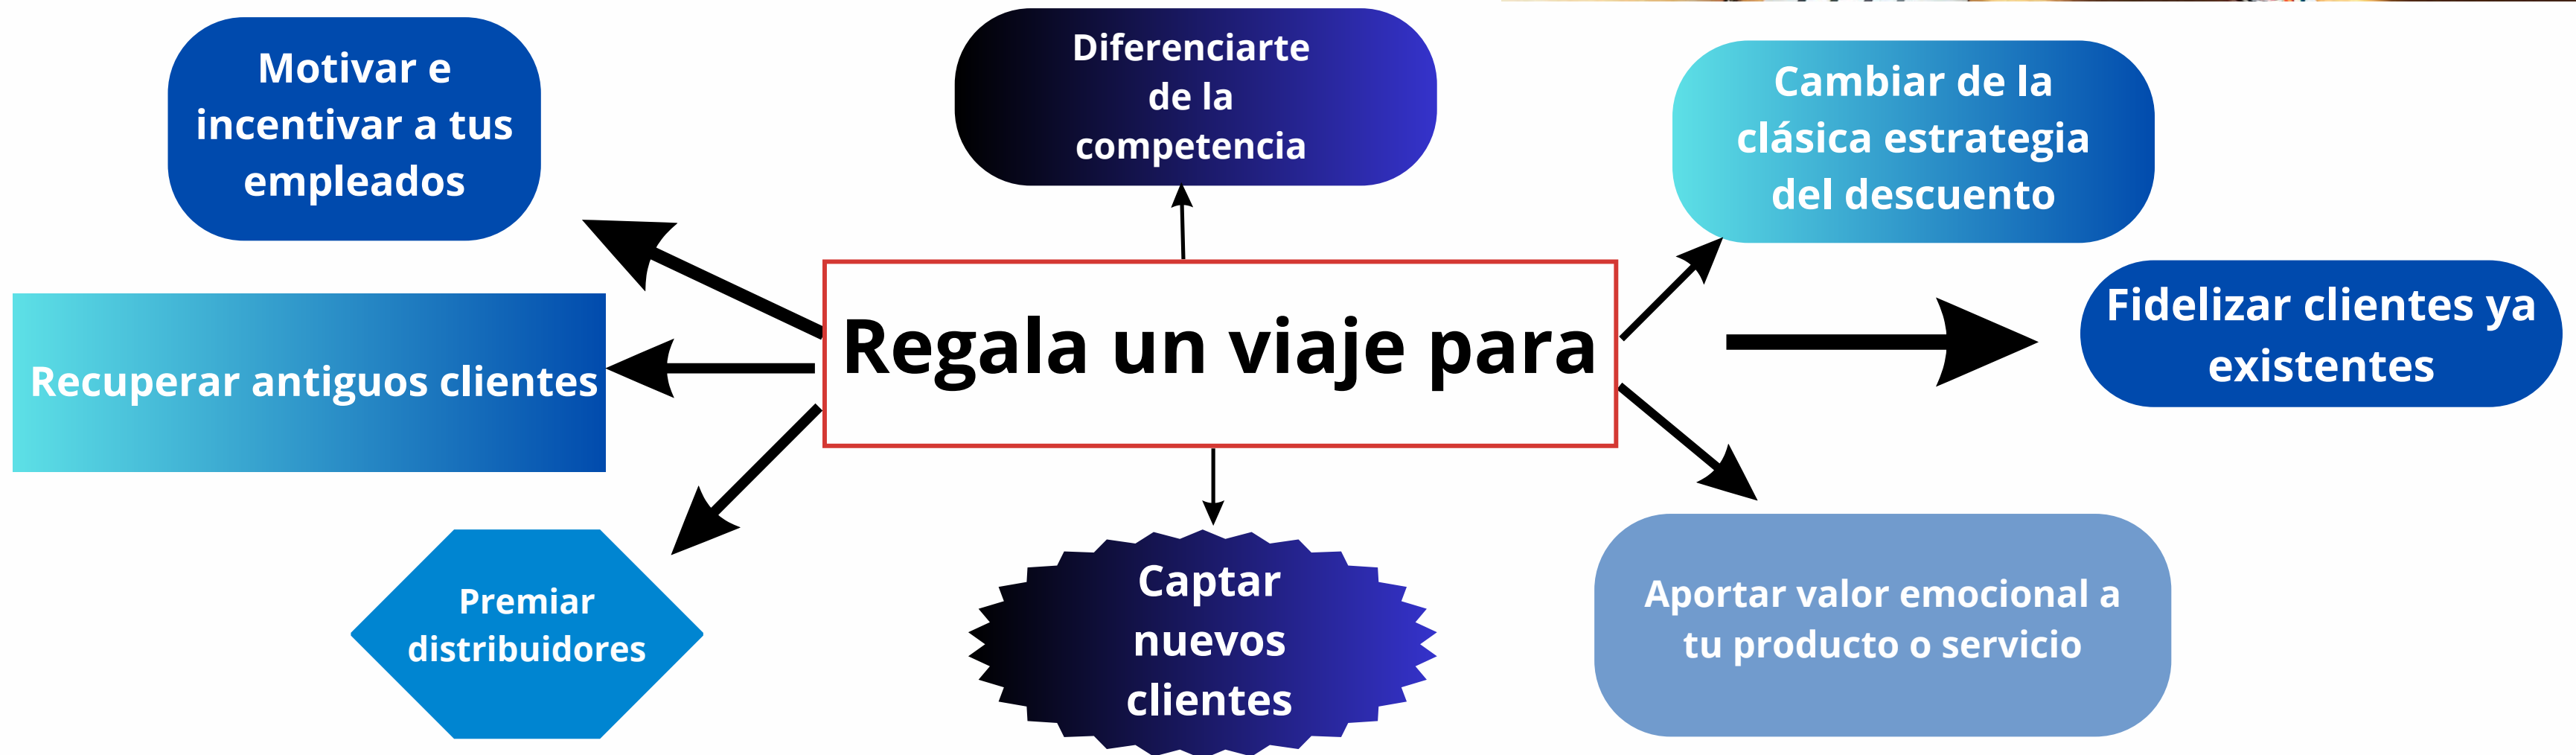 Motivar e
incentivar a tus
empleados
Diferenciarte
de la
competencia
Cambiar de la
clásica estrategia
del descuento
Recuperar antiguos clientes
Regala un viaje para
Fidelizar clientes ya
existentes
Premiar
distribuidores
Captar
nuevos
clientes
Aportar valor emocional a
tu producto o servicio